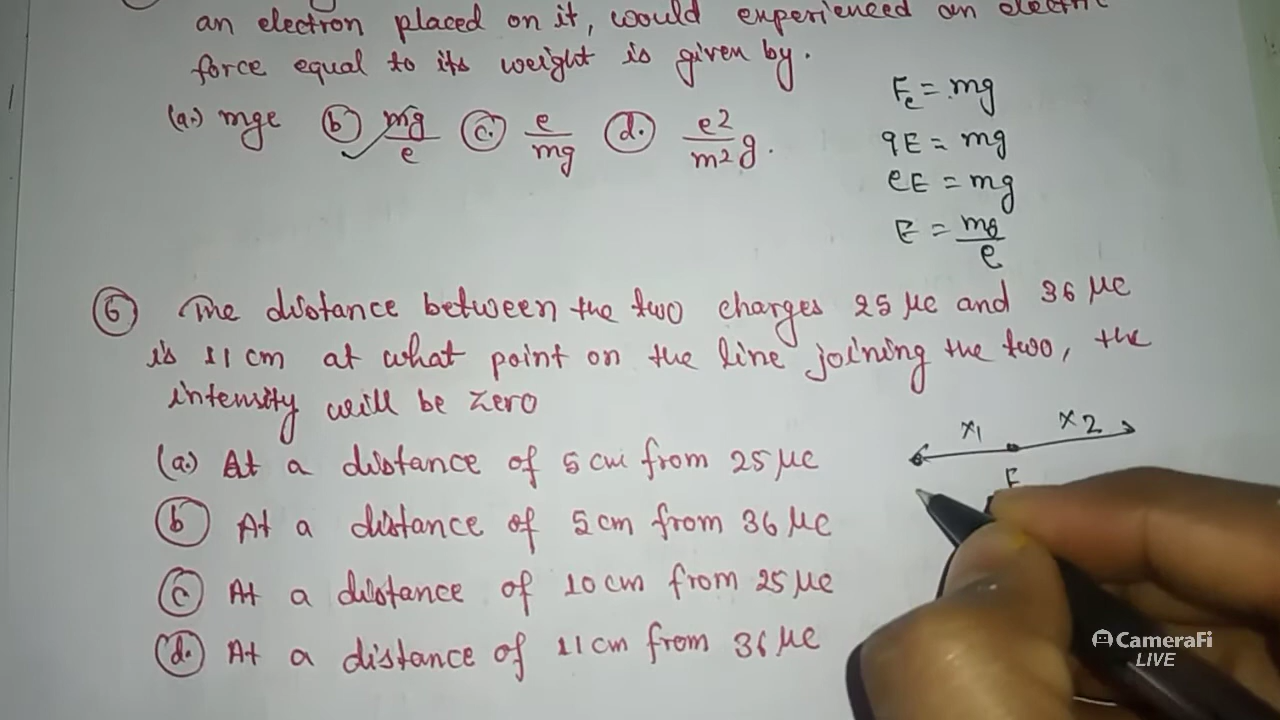 an electron placed on it, would experienced an electric
force equal to its weight is given by.
(a.) mge (b) mg/e (c.) e/mg (d.) e²/m²g.
Fe = mg
qE = mg
eE = mg
E = mg/e
(6) The distance between the two charges 25 μc and 36 μc
is 11 cm at what point on the line joining the two, the
intensity will be zero
x1 x2
E
(a.) At a distance of 5 cm from 25 μc
(b) At a distance of 5 cm from 36 μc
(c) At a distance of 10 cm from 25 μc
(d.) At a distance of 11 cm from 36 μc
CameraFi
LIVE